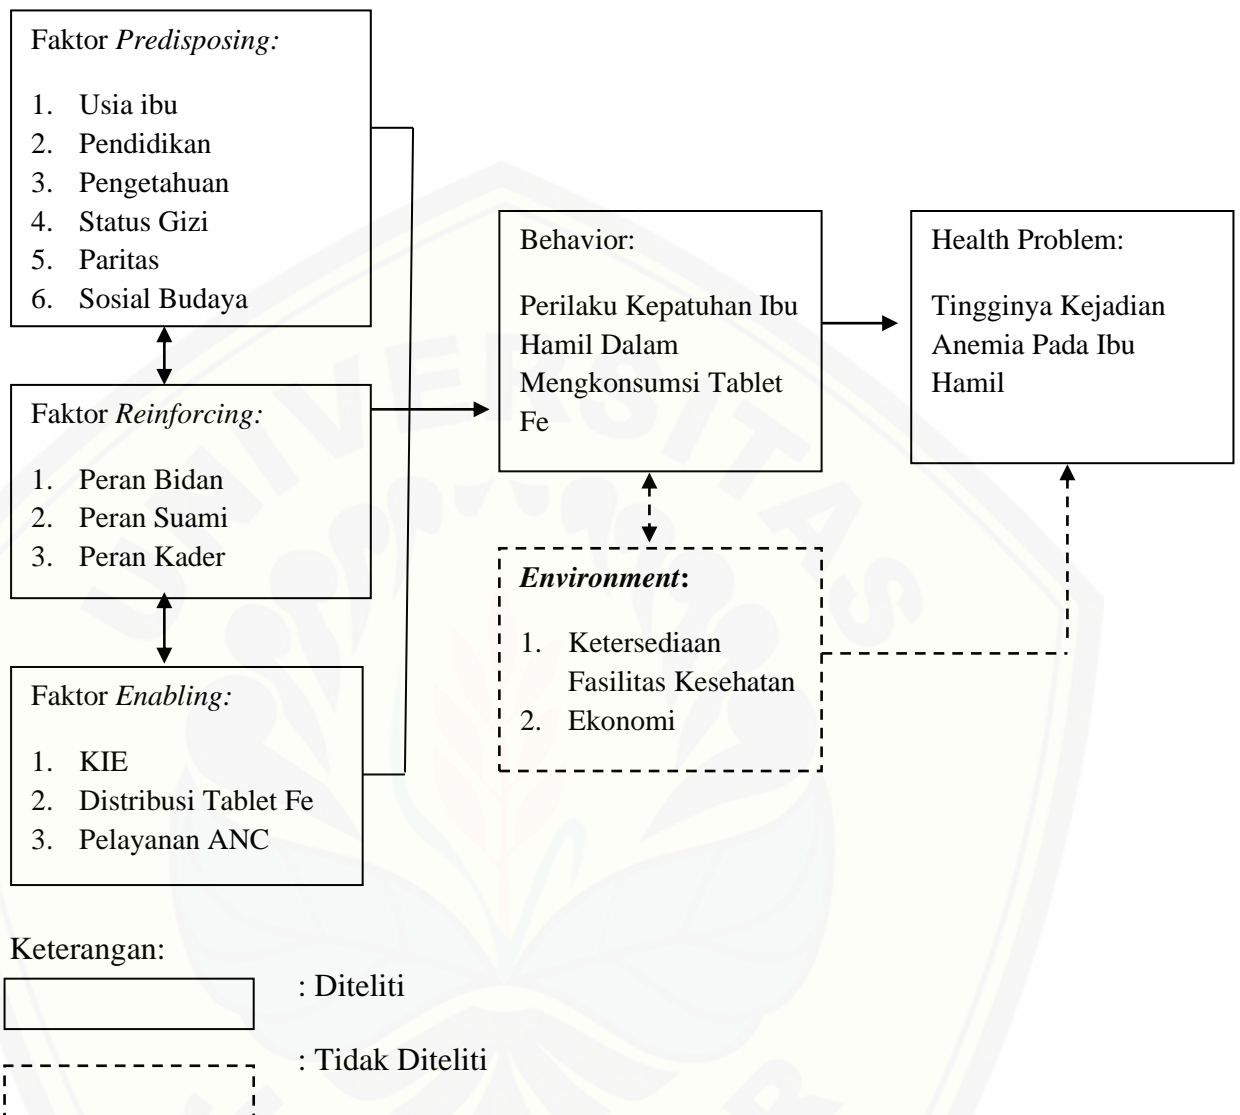 Faktor Predisposing:
1. Usia ibu
2. Pendidikan
3. Pengetahuan
4. Status Gizi
5. Paritas
6. Sosial Budaya
Faktor Reinforcing:
1. Peran Bidan
2. Peran Suami
3. Peran Kader
Faktor Enabling:
1. KIE
2. Distribusi Tablet Fe
3. Pelayanan ANC
Behavior:
Perilaku Kepatuhan Ibu
Hamil Dalam
Mengkonsumsi Tablet
Fe
Environment:
1. Ketersediaan
Fasilitas Kesehatan
2. Ekonomi
Health Problem:
Tingginya Kejadian
Anemia Pada Ibu
Hamil
Keterangan:
: Diteliti
: Tidak Diteliti
UNIVERSITAS